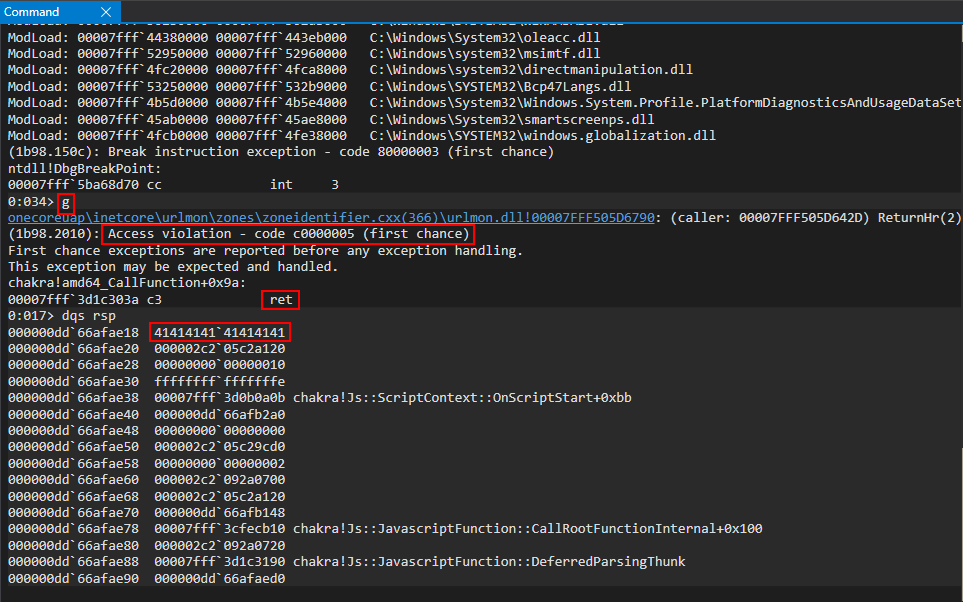 Command
ModLoad: 00007fff`44380000 00007fff`443eb000   C:\Windows\System32\oleacc.dll
ModLoad: 00007fff`52950000 00007fff`52960000   C:\Windows\system32\msimtf.dll
ModLoad: 00007fff`4fc20000 00007fff`4fca8000   C:\Windows\system32\directmanipulation.dll
ModLoad: 00007fff`53250000 00007fff`532b9000   C:\Windows\SYSTEM32\Bcp47Langs.dll
ModLoad: 00007fff`4b5d0000 00007fff`4b5e4000   C:\Windows\System32\Windows.System.Profile.PlatformDiagnosticsAndUsageDataSet
ModLoad: 00007fff`45ab0000 00007fff`45ae8000   C:\Windows\System32\smartscreenps.dll
ModLoad: 00007fff`4fcb0000 00007fff`4fe38000   C:\Windows\SYSTEM32\windows.globalization.dll
(1b98.150c): Break instruction exception - code 80000003 (first chance)
ntdll!DbgBreakPoint:
00007fff`5ba68d70 cc              int     3
0:034> g
onecoreuap\inetcore\urlmon\zones\zoneidentifier.cxx(366)\urlmon.dll!00007FFF505D6790: (caller: 00007FFF505D642D) ReturnHr(2)
(1b98.2010): Access violation - code c0000005 (first chance)
First chance exceptions are reported before any exception handling.
This exception may be expected and handled.
chakra!amd64_CallFunction+0x9a:
00007fff`3d1c303a c3              ret
0:017> dqs rsp
000000dd`66afae18  41414141`41414141
000000dd`66afae20  000002c2`05c2a120
000000dd`66afae28  00000000`00000010
000000dd`66afae30  ffffffff`fffffffe
000000dd`66afae38  00007fff`3d0b0a0b chakra!Js::ScriptContext::OnScriptStart+0xbb
000000dd`66afae40  000000dd`66afb2a0
000000dd`66afae48  00000000`00000000
000000dd`66afae50  000002c2`05c29cd0
000000dd`66afae58  00000000`00000002
000000dd`66afae60  000002c2`092a0700
000000dd`66afae68  000002c2`05c2a120
000000dd`66afae70  000000dd`66afb148
000000dd`66afae78  00007fff`3cfecb10 chakra!Js::JavascriptFunction::CallRootFunctionInternal+0x100
000000dd`66afae80  000002c2`092a0720
000000dd`66afae88  00007fff`3d1c3190 chakra!Js::JavascriptFunction::DeferredParsingThunk
000000dd`66afae90  000000dd`66afaed0